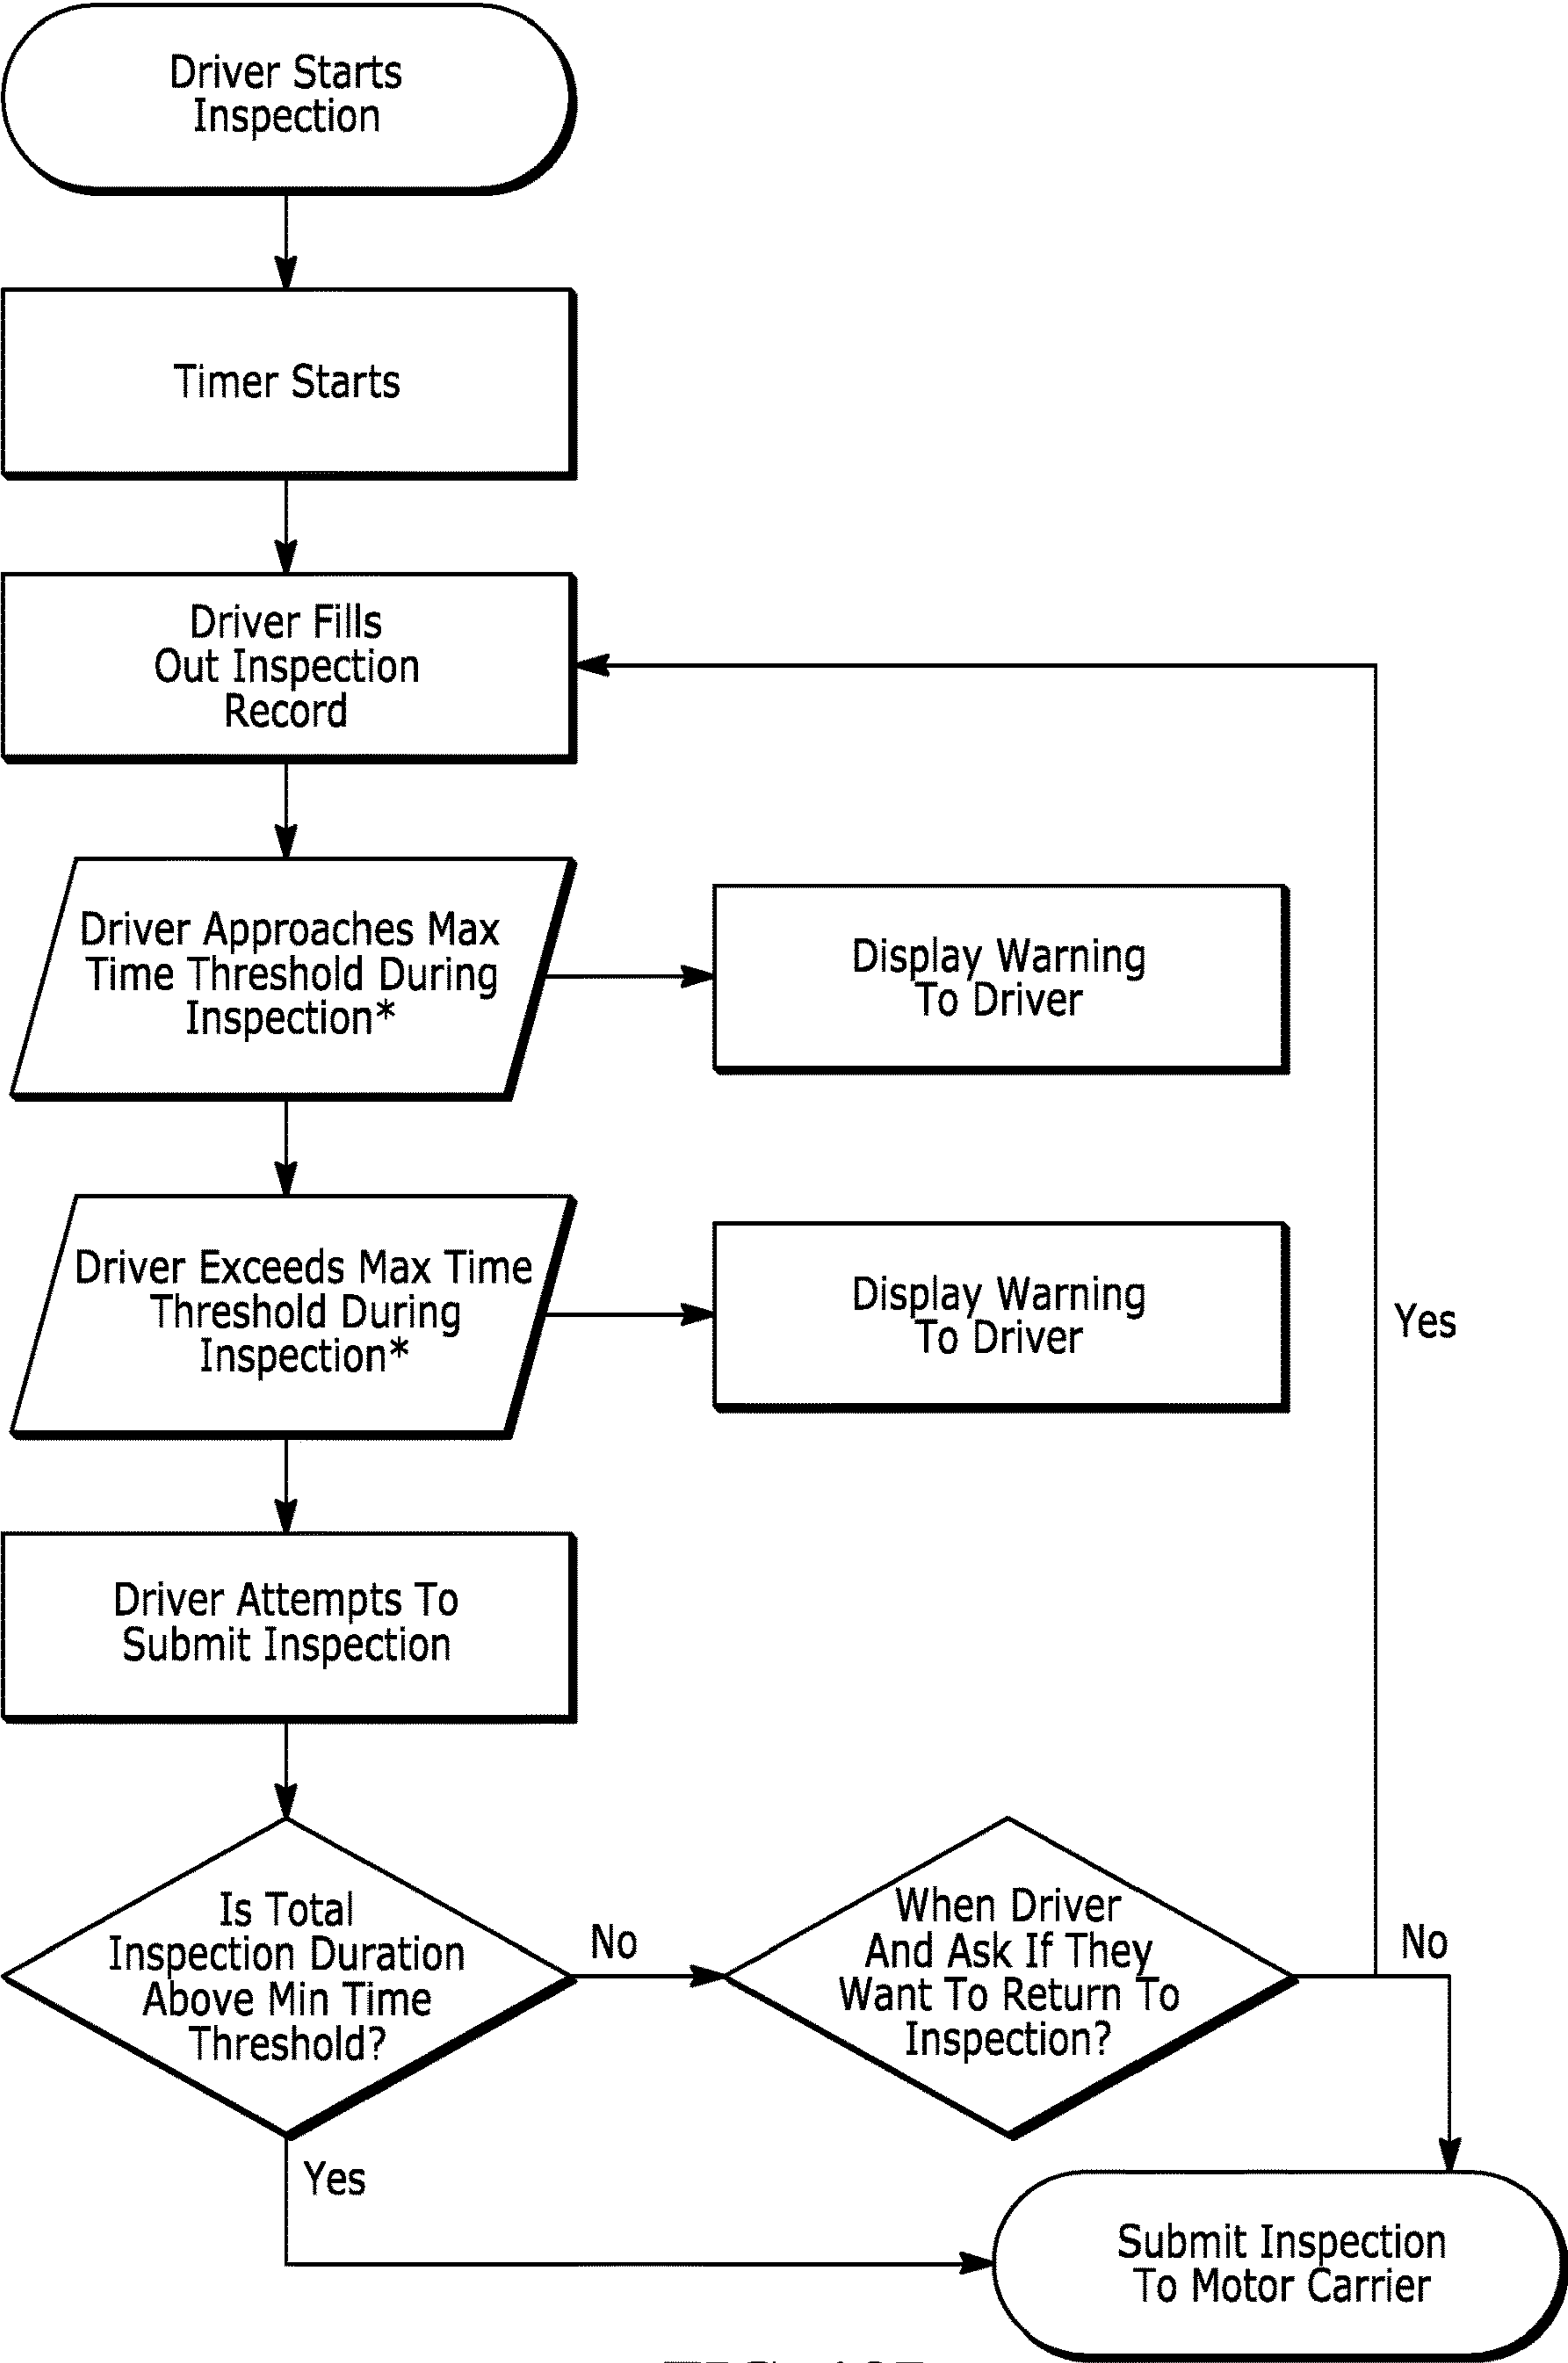 Driver Starts
Inspection
Timer Starts
Driver Fills
Out Inspection
Record
Driver Approaches Max
Time Threshold During
Inspection*
Display Warning
To Driver
Driver Exceeds Max Time
Threshold During
Inspection*
Display Warning
To Driver
Yes
Driver Attempts To
Submit Inspection
Is Total
Inspection Duration
Above Min Time
Threshold?
No
When Driver
And Ask If They
Want To Return To
Inspection?
No
Yes
Submit Inspection
To Motor Carrier